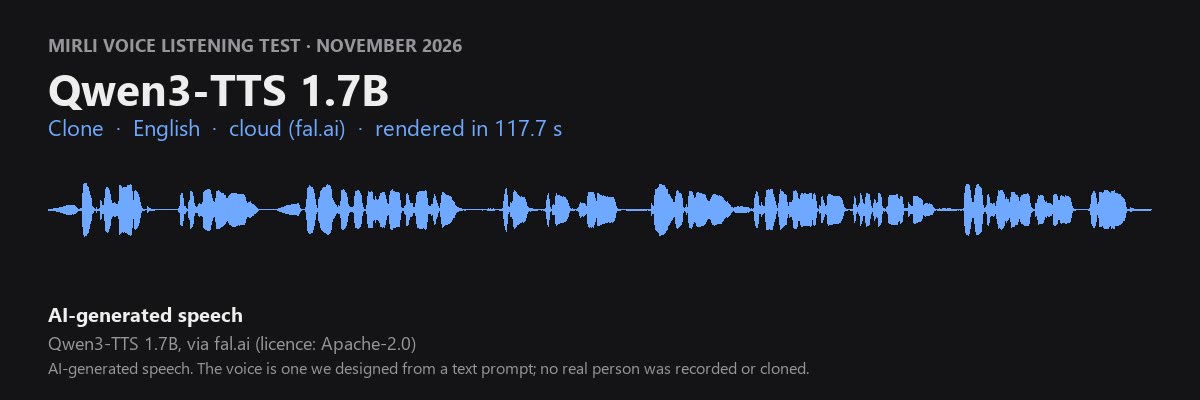 MIRLI VOICE LISTENING TEST · NOVEMBER 2026
Qwen3-TTS 1.7B
Clone · English · cloud (fal.ai) · rendered in 117.7 s
AI-generated speech
Qwen3-TTS 1.7B, via fal.ai (licence: Apache-2.0)
AI-generated speech. The voice is one we designed from a text prompt; no real person was recorded or cloned.